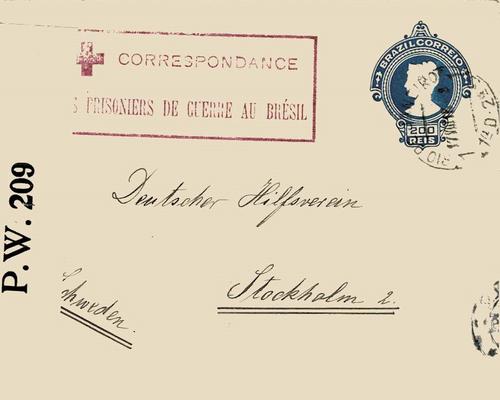 CORRESPONDANCE
S PRISONIERS DE GUERRE AU BRÉSIL
BRAZIL CORREIO
200
REIS
P.W. 209
Deutscher Hilfsverein
Stockholm 2.
Schweden.